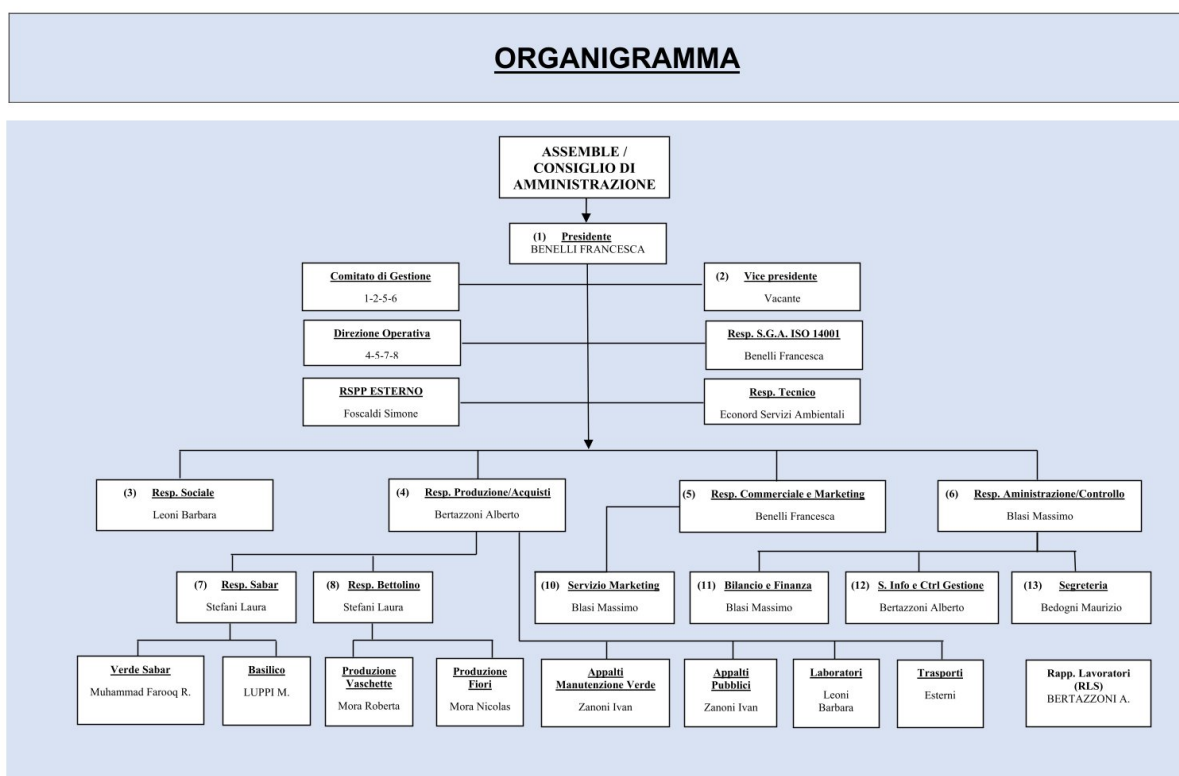 ORGANIGRAMMA
ASSEMBLE /
CONSIGLIO DI
AMMINISTRAZIONE
(1) Presidente
BENELLI FRANCESCA
Comitato di Gestione
1-2-5-6
(2) Vice presidente
Vacante
Direzione Operativa
4-5-7-8
Resp. S.G.A. ISO 14001
Benelli Francesca
RSPP ESTERNO
Foscaldi Simone
Resp. Tecnico
Econord Servizi Ambientali
(3) Resp. Sociale
Leoni Barbara
(4) Resp. Produzione/Acquisti
Bertazzoni Alberto
(5) Resp. Commerciale e Marketing
Benelli Francesca
(6) Resp. Aministrazione/Controllo
Blasi Massimo
(7) Resp. Sabar
Stefani Laura
(8) Resp. Bettolino
Stefani Laura
(10) Servizio Marketing
Blasi Massimo
(11) Bilancio e Finanza
Blasi Massimo
(12) S. Info e Ctrl Gestione
Bertazzoni Alberto
(13) Segreteria
Bedogni Maurizio
Verde Sabar
Muhammad Farooq R.
Basilico
LUPPI M.
Produzione
Vaschette
Mora Roberta
Produzione
Fiori
Mora Nicolas
Appalti
Manutenzione Verde
Zanoni Ivan
Appalti
Pubblici
Zanoni Ivan
Laboratori
Leoni
Barbara
Trasporti
Esterni
Rapp. Lavoratori
(RLS)
BERTAZZONI A.